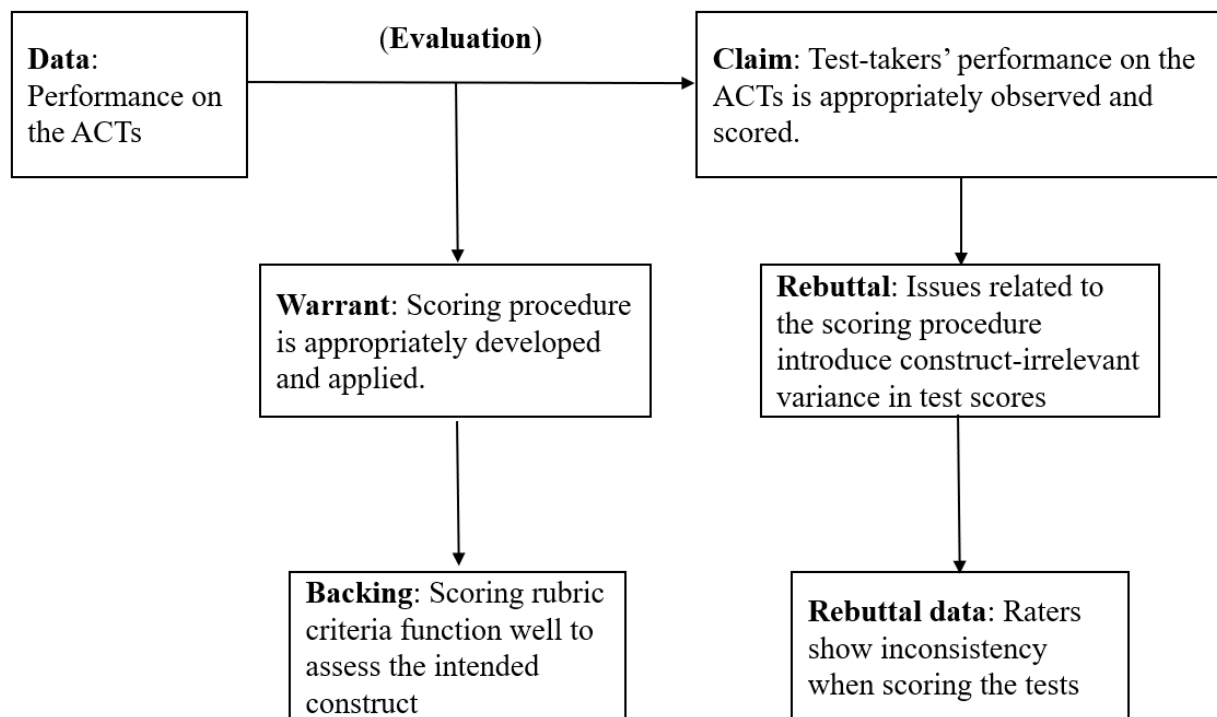 (Evaluation)
Data:
Performance on
the ACTs
Claim: Test-takers’ performance on the
ACTs is appropriately observed and
scored.
Warrant: Scoring procedure
is appropriately developed
and applied.
Rebuttal: Issues related to
the scoring procedure
introduce construct-irrelevant
variance in test scores
Backing: Scoring rubric
criteria function well to
assess the intended
construct
Rebuttal data: Raters
show inconsistency
when scoring the tests